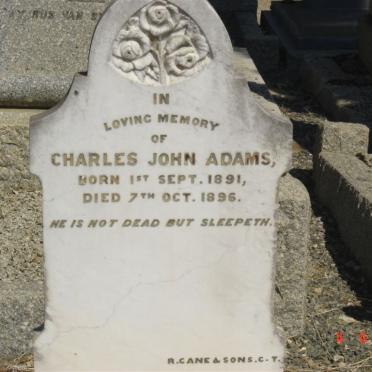 IN
LOVING MEMORY
OF
CHARLES JOHN ADAMS,
BORN 1ST SEPT. 1891,
DIED 7TH OCT. 1896.
HE IS NOT DEAD BUT SLEEPETH.
R. CANE & SONS. C-T.